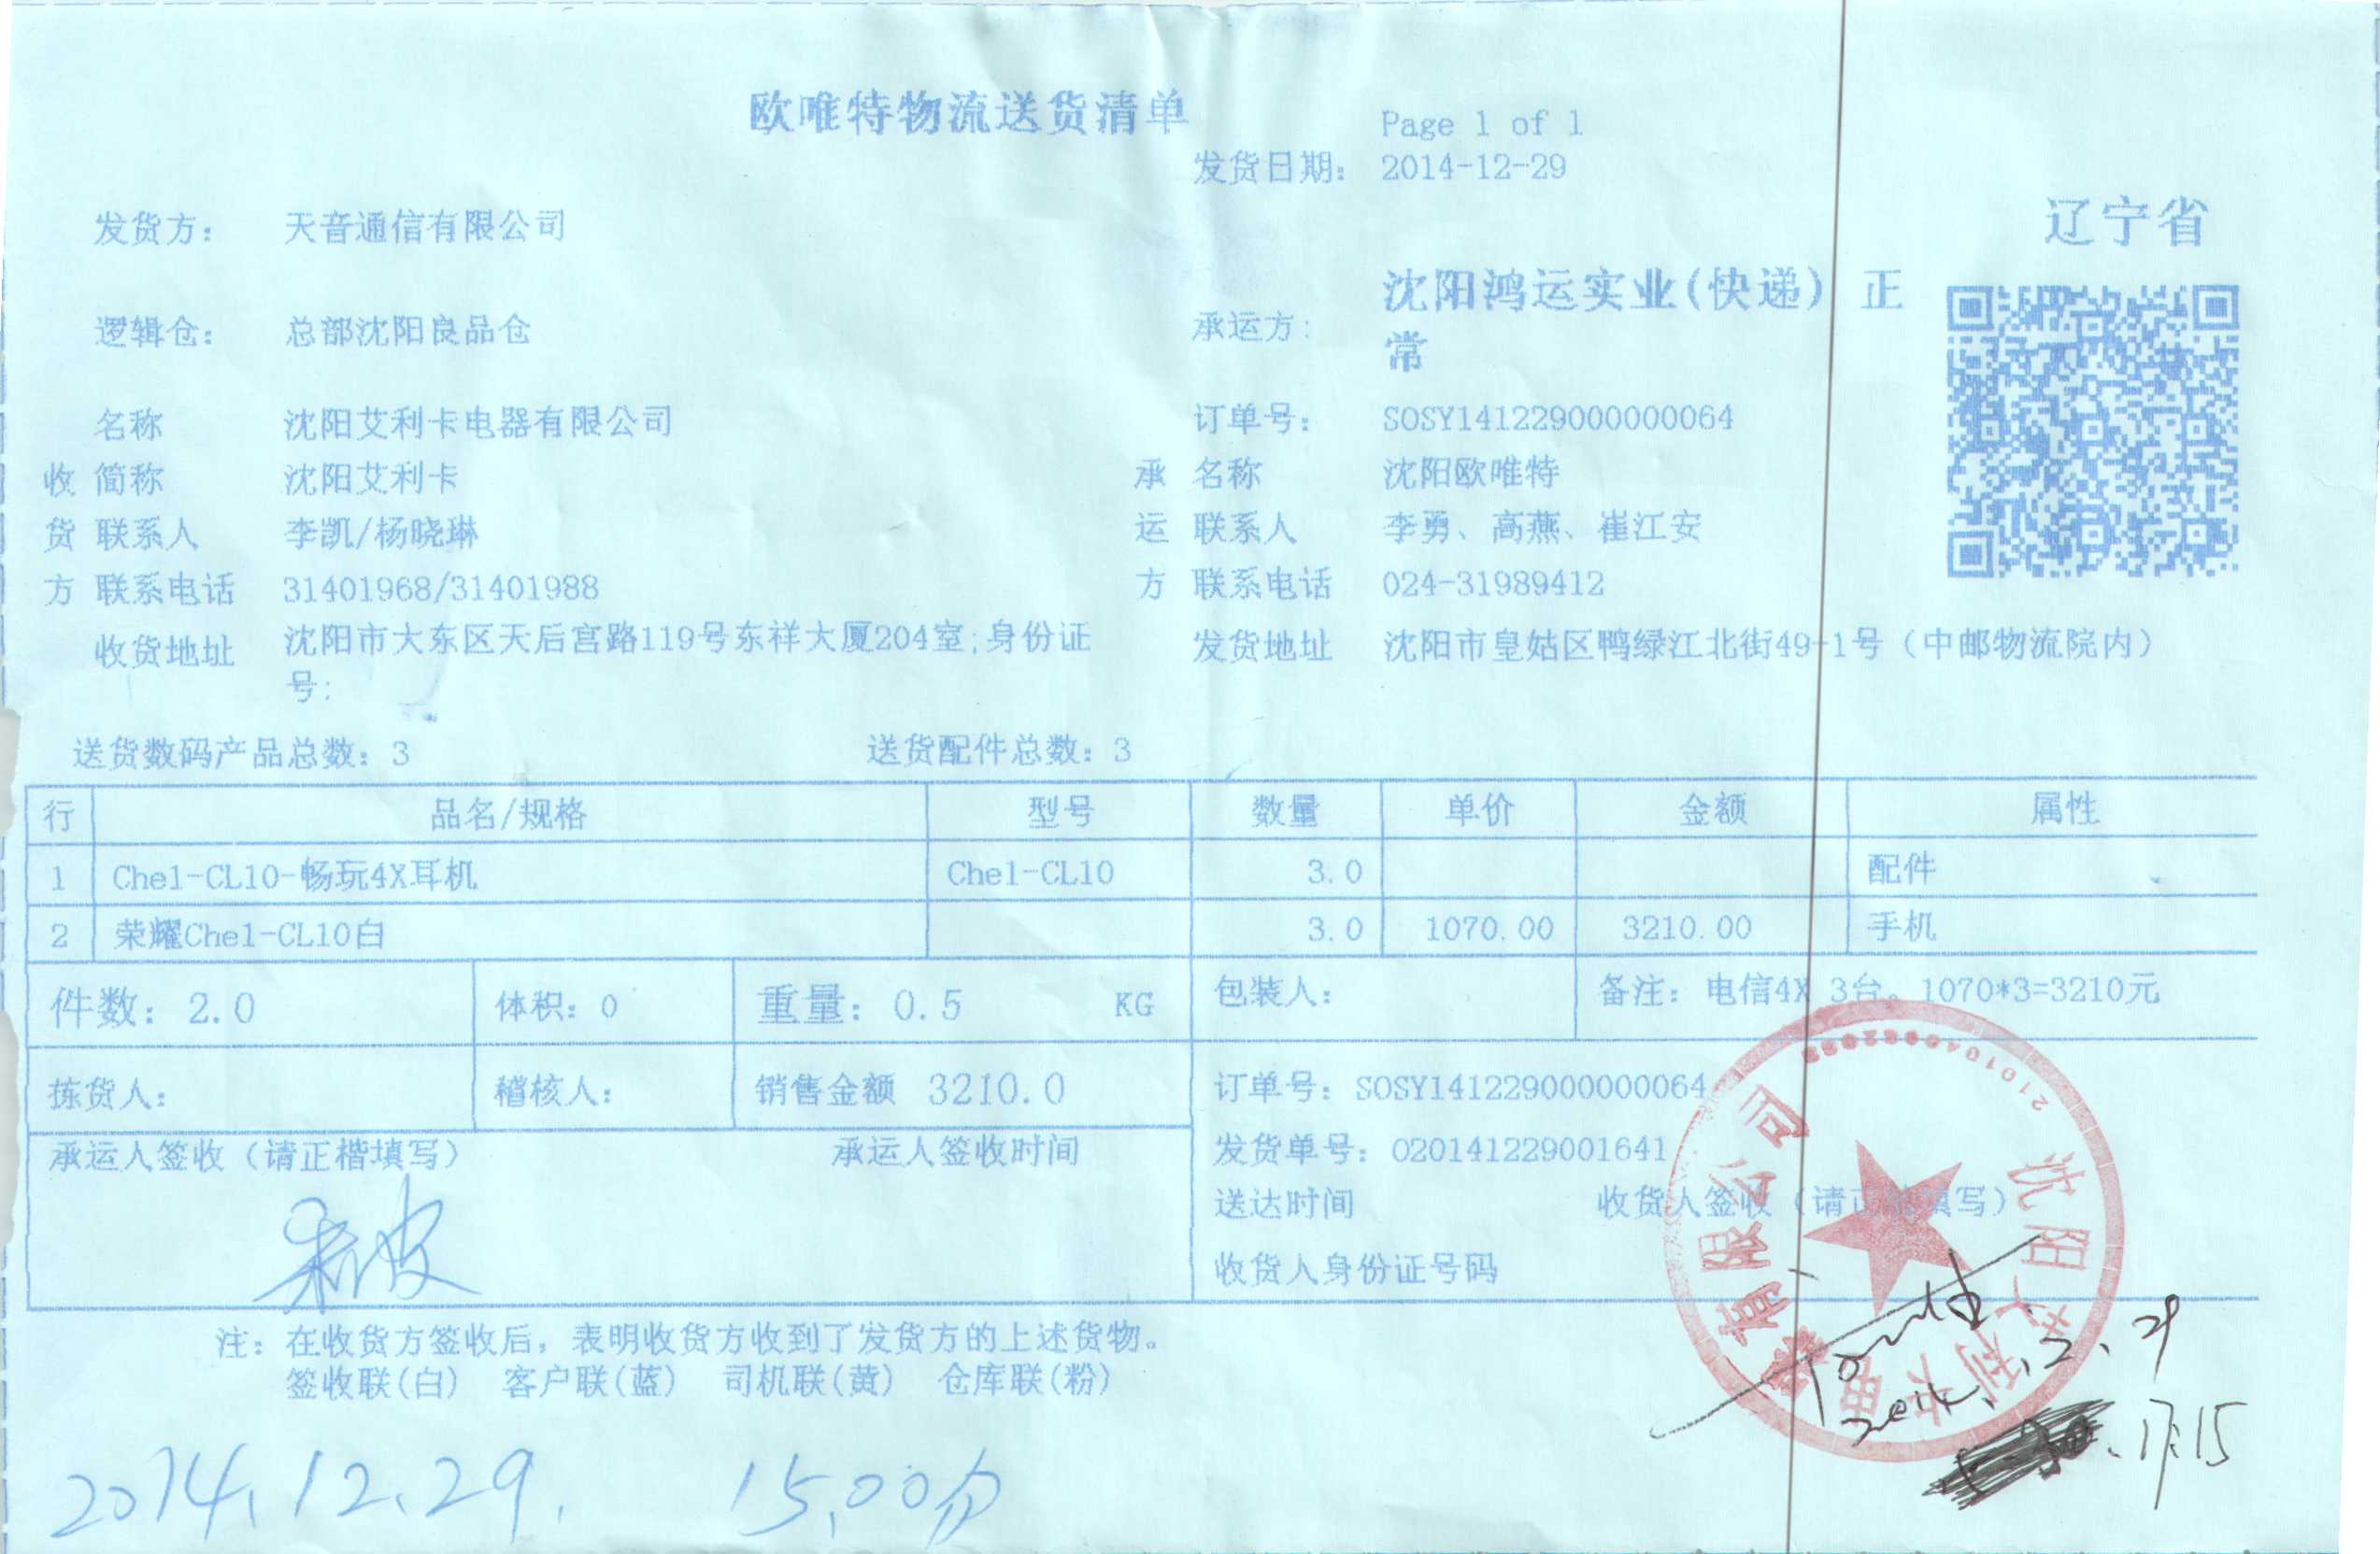 欧唯特物流送货清单
Page 1 of 1
发货日期: 2014-12-29
辽宁省
发货方: 天音通信有限公司
逻辑仓: 总部沈阳良品仓
承运方: 沈阳鸿运实业(快递) 正
常
名称 沈阳艾利卡电器有限公司 订单号: SOSY141229000000064
收 简称 沈阳艾利卡 承 名称 沈阳欧唯特
货 联系人 李凯/杨晓琳 运 联系人 李勇、高燕、崔江安
方 联系电话 31401968/31401988 方 联系电话 024-31989412
收货地址 沈阳市大东区天后宫路119号东祥大厦204室;身份证
号:
发货地址 沈阳市皇姑区鸭绿江北街49-1号（中邮物流院内）
送货数码产品总数: 3 送货配件总数: 3
行 品名/规格 型号 数量 单价 金额 属性
1 Che1-CL10-畅玩4X耳机 Che1-CL10 3.0 配件
2 荣耀Che1-CL10白 3.0 1070.00 3210.00 手机
件数: 2.0 体积: 0 重量: 0.5 KG 包装人: 备注: 电信4X 3台。1070*3=3210元
拣货人: 稽核人: 销售金额 3210.0 订单号: SOSY141229000000064
承运人签收（请正楷填写） 承运人签收时间 发货单号: O20141229001641
送达时间 收货人签收（请正楷填写）
收货人身份证号码
注: 在收货方签收后, 表明收货方收到了发货方的上述货物。
签收联(白) 客户联(蓝) 司机联(黄) 仓库联(粉)
2014.12.29. 15.00分
2014.12.29
17:15
沈阳艾利卡电器有限公司